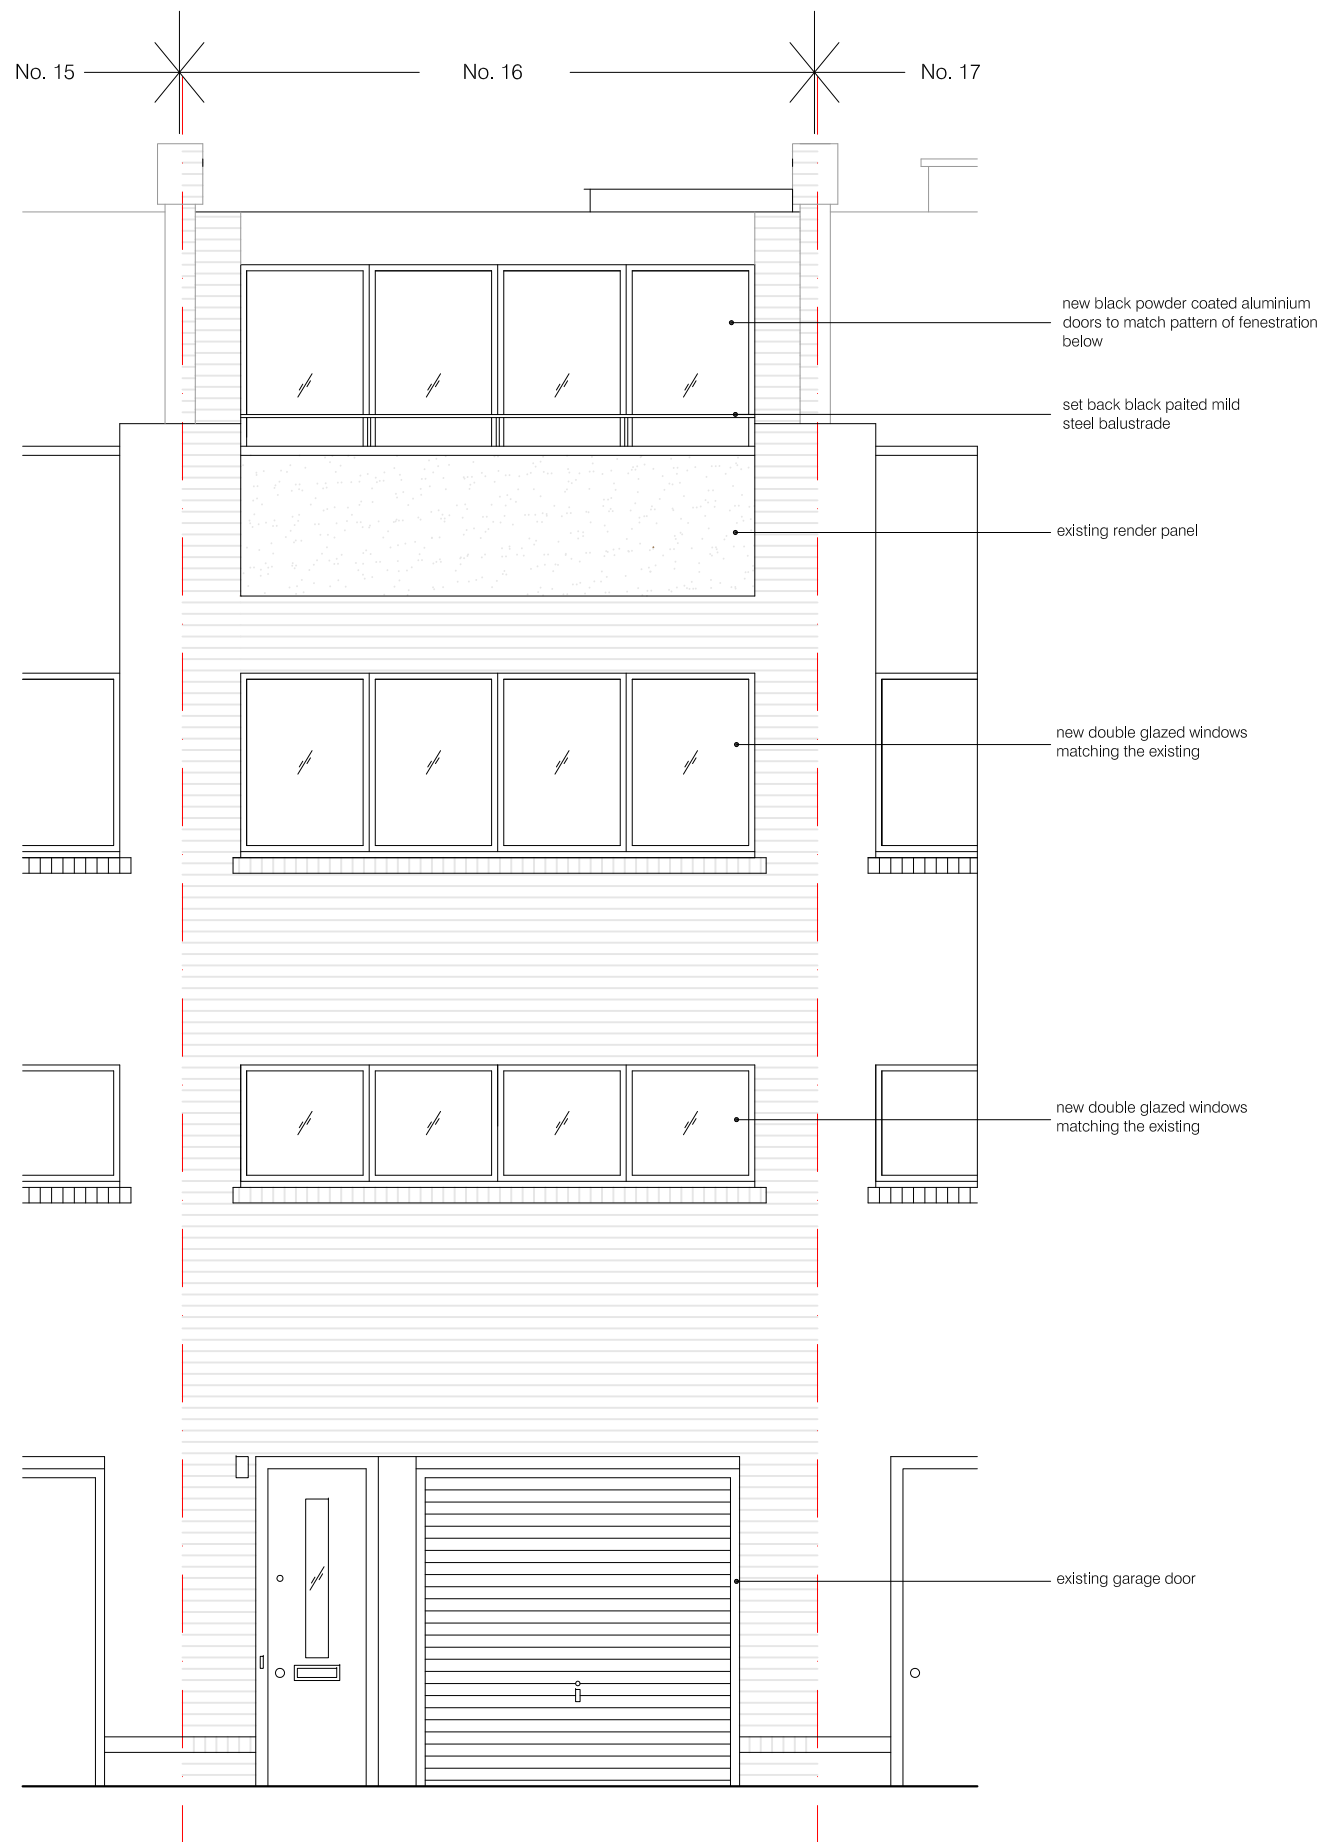 No. 15
No. 16
No. 17
new black powder coated aluminium
doors to match pattern of fenestration
below
set back black paited mild
steel balustrade
existing render panel
new double glazed windows
matching the existing
new double glazed windows
matching the existing
existing garage door